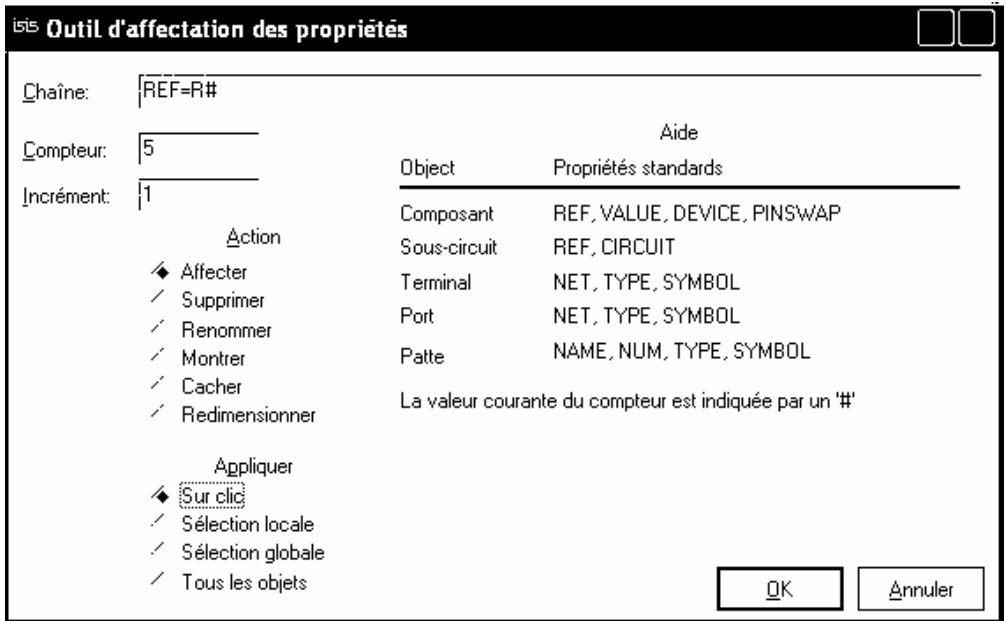 isis Outil d'affectation des propriétés
Chaîne: REF=R#
Compteur: 5
Incrément: 1
Action
Affecter
Supprimer
Renommer
Montrer
Cacher
Redimensionner
Appliquer
Sur clic
Sélection locale
Sélection globale
Tous les objets
Aide
Object Propriétés standards
Composant REF, VALUE, DEVICE, PINSWAP
Sous-circuit REF, CIRCUIT
Terminal NET, TYPE, SYMBOL
Port NET, TYPE, SYMBOL
Patte NAME, NUM, TYPE, SYMBOL
La valeur courante du compteur est indiquée par un '#'
OK Annuler